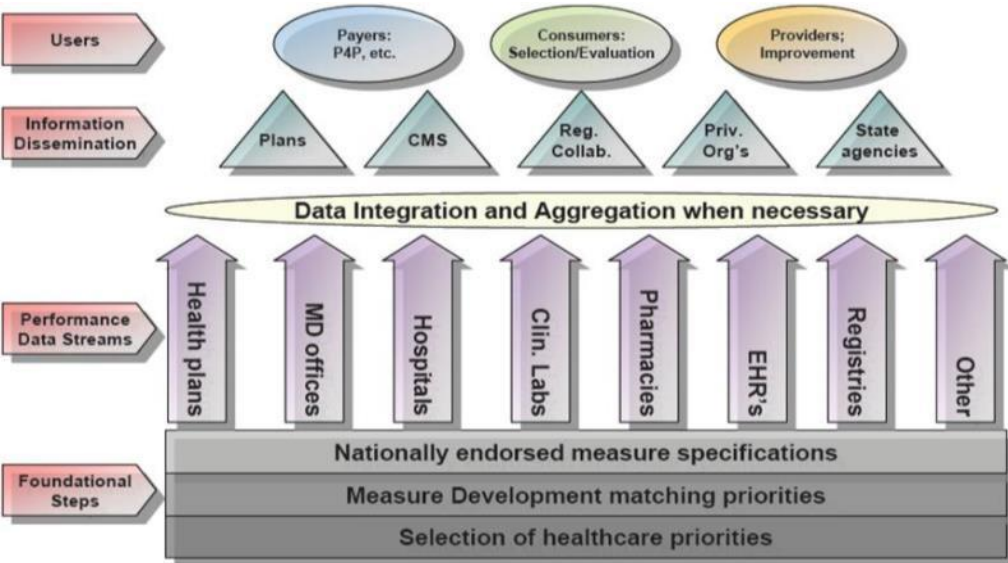 Users
Payers:
P4P, etc.
Consumers:
Selection/Evaluation
Providers;
Improvement
Information
Dissemination
Plans
CMS
Reg.
Collab.
Priv.
Org's
State
agencies
Data Integration and Aggregation when necessary
Performance
Data Streams
Health plans
MD offices
Hospitals
Clin. Labs
Pharmacies
EHR's
Registries
Other
Foundational
Steps
Nationally endorsed measure specifications
Measure Development matching priorities
Selection of healthcare priorities